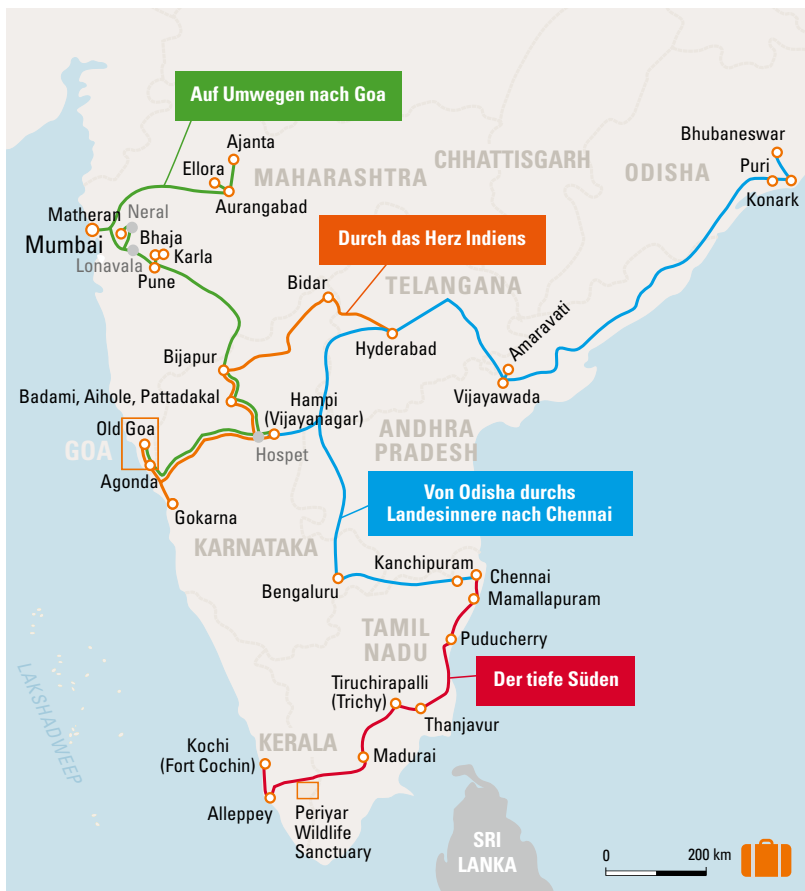 Auf Umwegen nach Goa
Ajanta
Ellora
Aurangabad
MAHARASHTRA
CHHATTISGARH
ODISHA
Bhubaneswar
Puri
Konark
Matheran
Neral
Mumbai
Bhaja
Karla
Lonavala
Pune
Durch das Herz Indiens
Bidar
TELANGANA
Hyderabad
Amaravati
Vijayawada
Bijapur
Badami, Aihole, Pattadakal
Hampi
(Vijayanagar)
Old Goa
GOA
Hospet
Agonda
Gokarna
ANDHRA
PRADESH
Von Odisha durchs
Landesinnere nach Chennai
KARNATAKA
Kanchipuram
Bengaluru
Chennai
Mamallapuram
TAMIL
NADU
Puducherry
Der tiefe Süden
Tiruchirapalli
(Trichy)
Thanjavur
LAKSHADWEEP
Kochi
(Fort Cochin)
KERALA
Madurai
Alleppey
Periyar
Wildlife
Sanctuary
SRI
LANKA
0
200 km